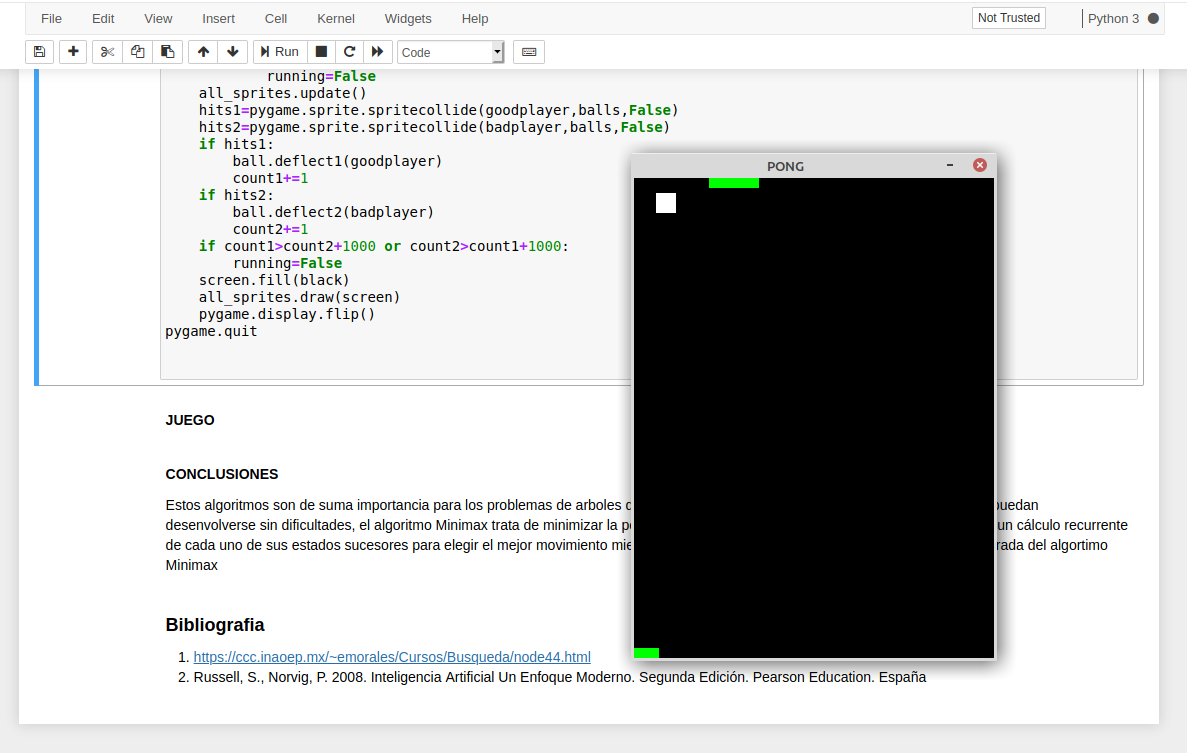 File Edit View Insert Cell Kernel Widgets Help Not Trusted Python 3
Run Code
running=False
all_sprites.update()
hits1=pygame.sprite.spritecollide(goodplayer,balls,False)
hits2=pygame.sprite.spritecollide(badplayer,balls,False)
if hits1:
ball.deflect1(goodplayer)
count1+=1
if hits2:
ball.deflect2(badplayer)
count2+=1
if count1>count2+1000 or count2>count1+1000:
running=False
screen.fill(black)
all_sprites.draw(screen)
pygame.display.flip()
pygame.quit
PONG
JUEGO
CONCLUSIONES
Estos algoritmos son de suma importancia para los problemas de arboles
desenvolverse sin dificultades, el algoritmo Minimax trata de minimizar la un cálculo recurrente
de cada uno de sus estados sucesores para elegir el mejor movimiento del algortimo
Minimax
Bibliografia
1. https://ccc.inaoep.mx/~emorales/Cursos/Busqueda/node44.html
2. Russell, S., Norvig, P. 2008. Inteligencia Artificial Un Enfoque Moderno. Segunda Edición. Pearson Education. España